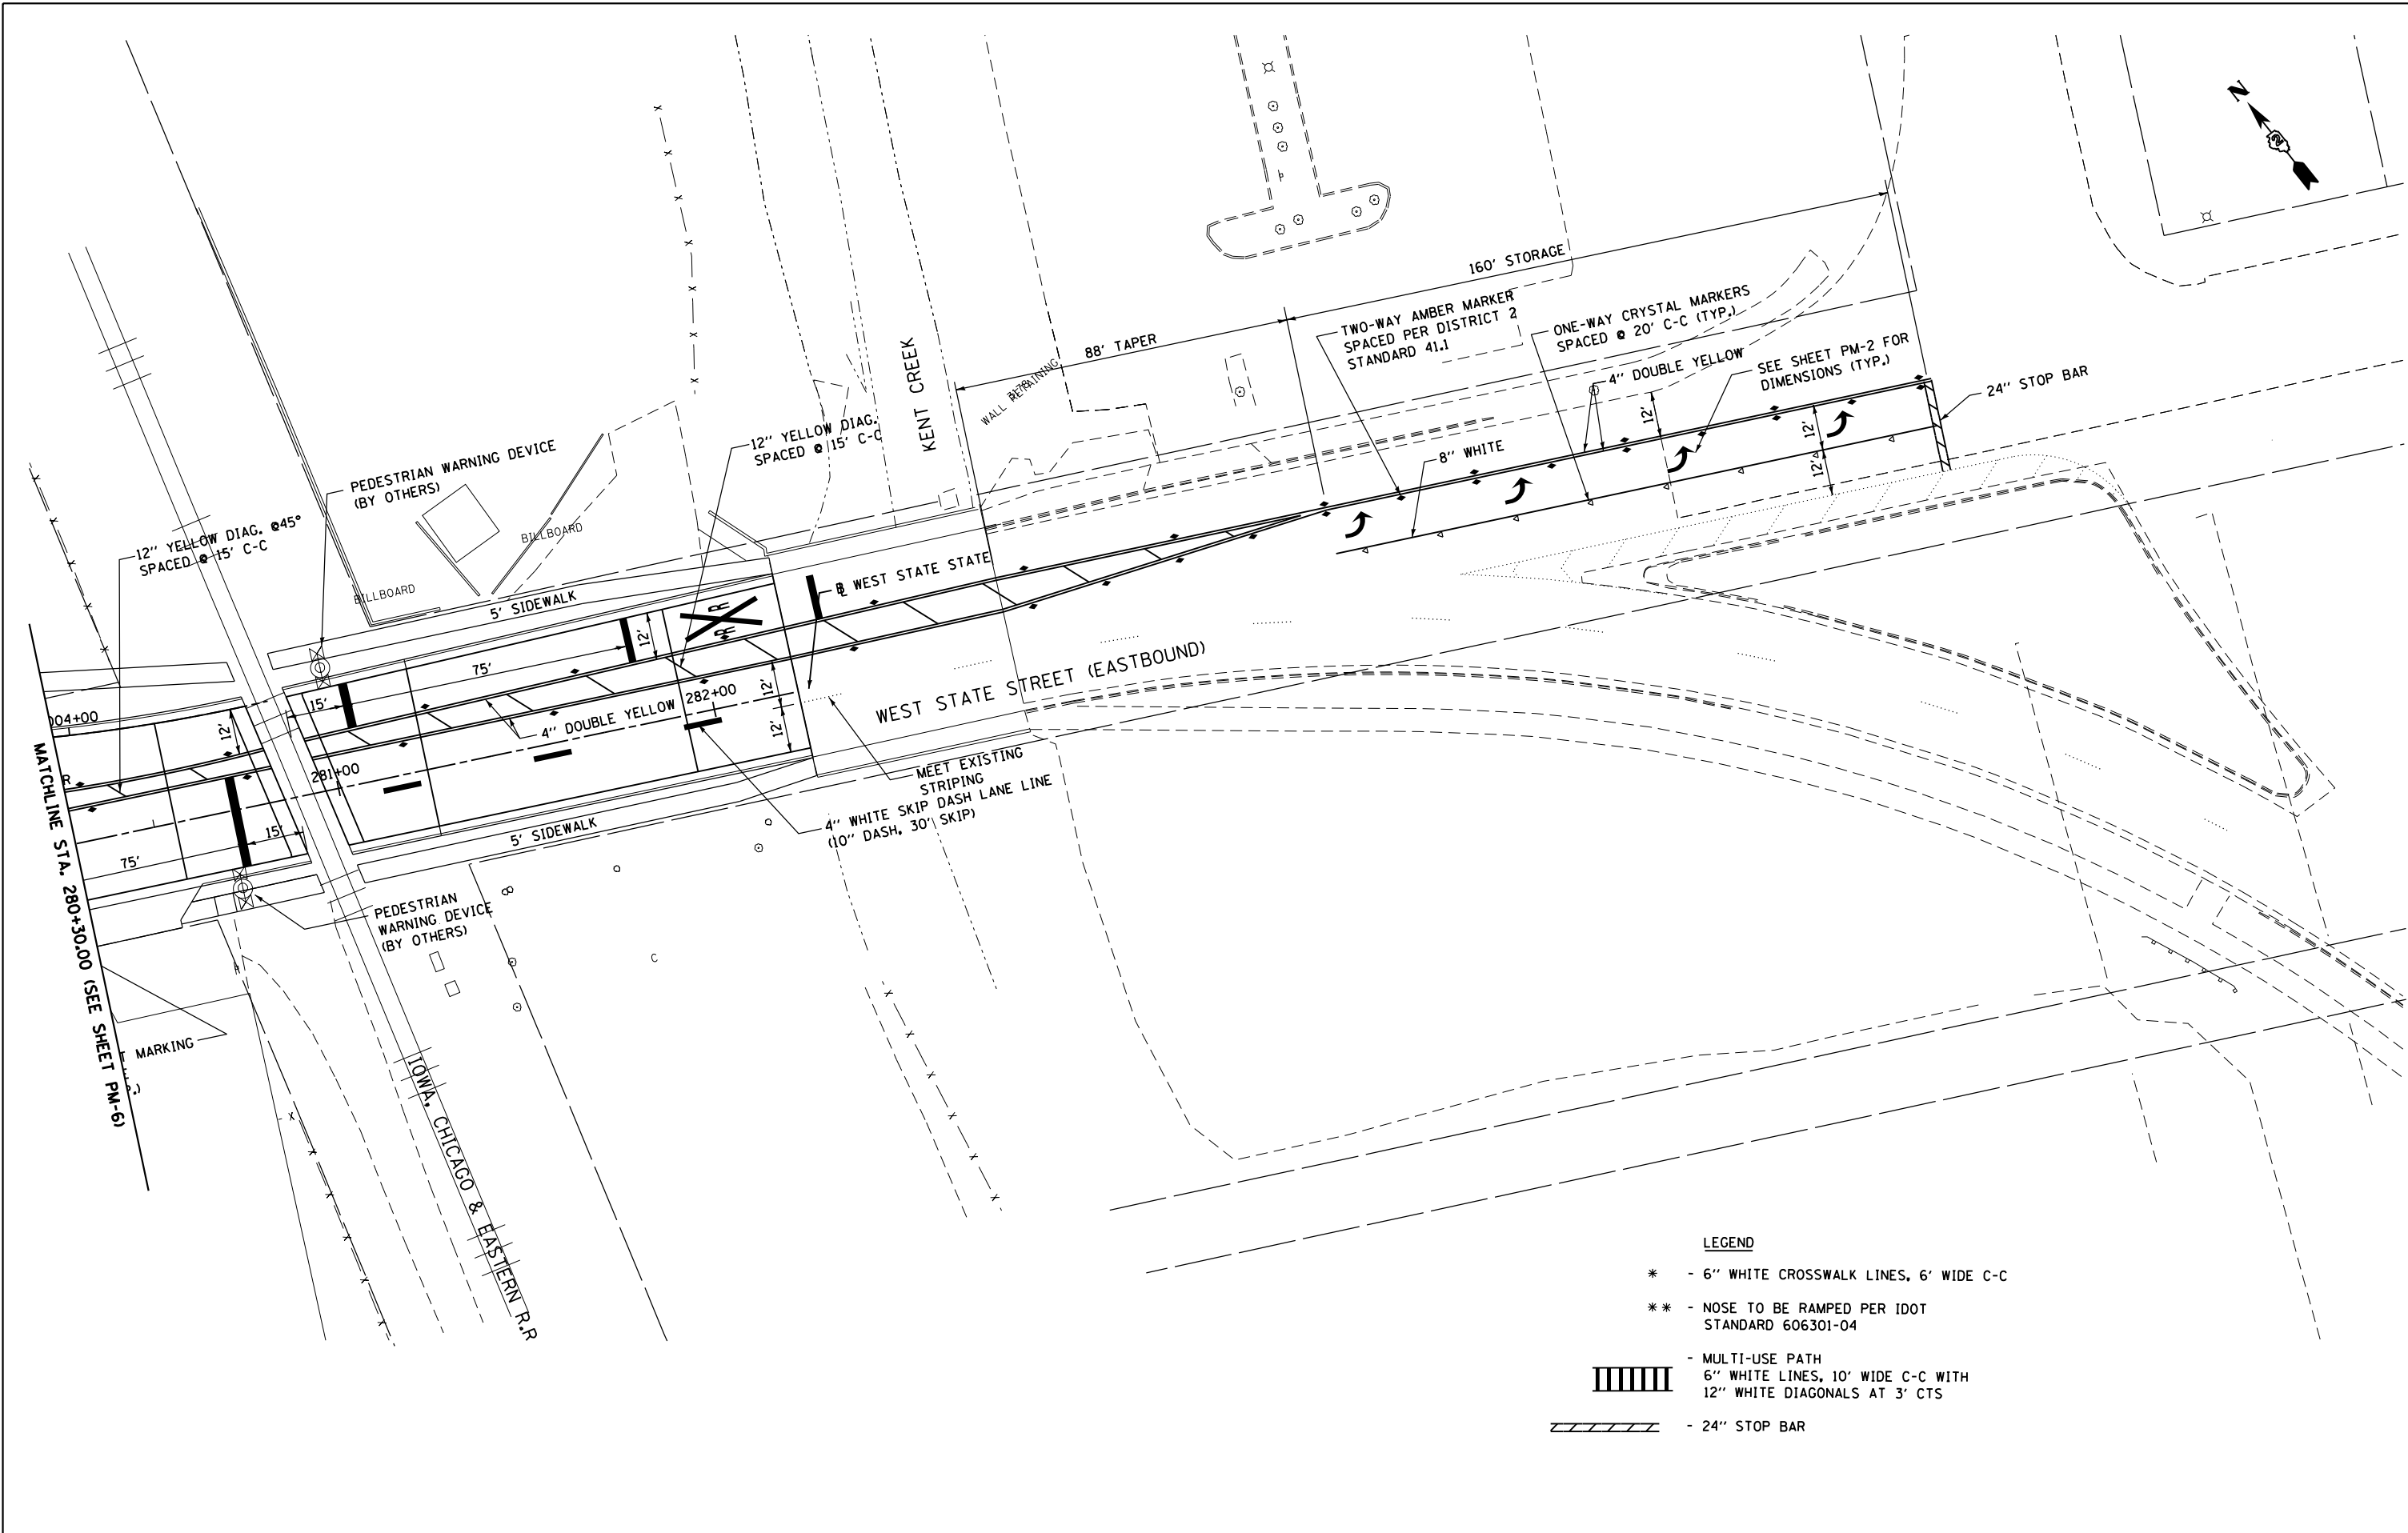 N
2
160' STORAGE
88' TAPER
TWO-WAY AMBER MARKER
SPACED PER DISTRICT 2
STANDARD 41.1
ONE-WAY CRYSTAL MARKERS
SPACED @ 20' C-C (TYP.)
4" DOUBLE YELLOW
SEE SHEET PM-2 FOR
DIMENSIONS (TYP.)
24" STOP BAR
12'
12'
12'
8" WHITE
KENT CREEK
WALL RETAINING
12" YELLOW DIAG.
SPACED @ 15' C-C
PEDESTRIAN WARNING DEVICE
(BY OTHERS)
BILLBOARD
BILLBOARD
12" YELLOW DIAG. @45°
SPACED @ 15' C-C
5' SIDEWALK
BL WEST STATE STATE
R R
12'
75'
15'
WEST STATE STREET (EASTBOUND)
282+00
4" DOUBLE YELLOW
12'
12'
004+00
12'
R
281+00
15'
75'
MEET EXISTING
STRIPING
4" WHITE SKIP DASH LANE LINE
(10" DASH, 30' SKIP)
5' SIDEWALK
PEDESTRIAN
WARNING DEVICE
(BY OTHERS)
MATCHLINE STA. 280+30.00 (SEE SHEET PM-6)
T MARKING
IOWA, CHICAGO & EASTERN R.R
LEGEND
* - 6" WHITE CROSSWALK LINES, 6' WIDE C-C
** - NOSE TO BE RAMPED PER IDOT
STANDARD 606301-04
- MULTI-USE PATH
6" WHITE LINES, 10' WIDE C-C WITH
12" WHITE DIAGONALS AT 3' CTS
- 24" STOP BAR